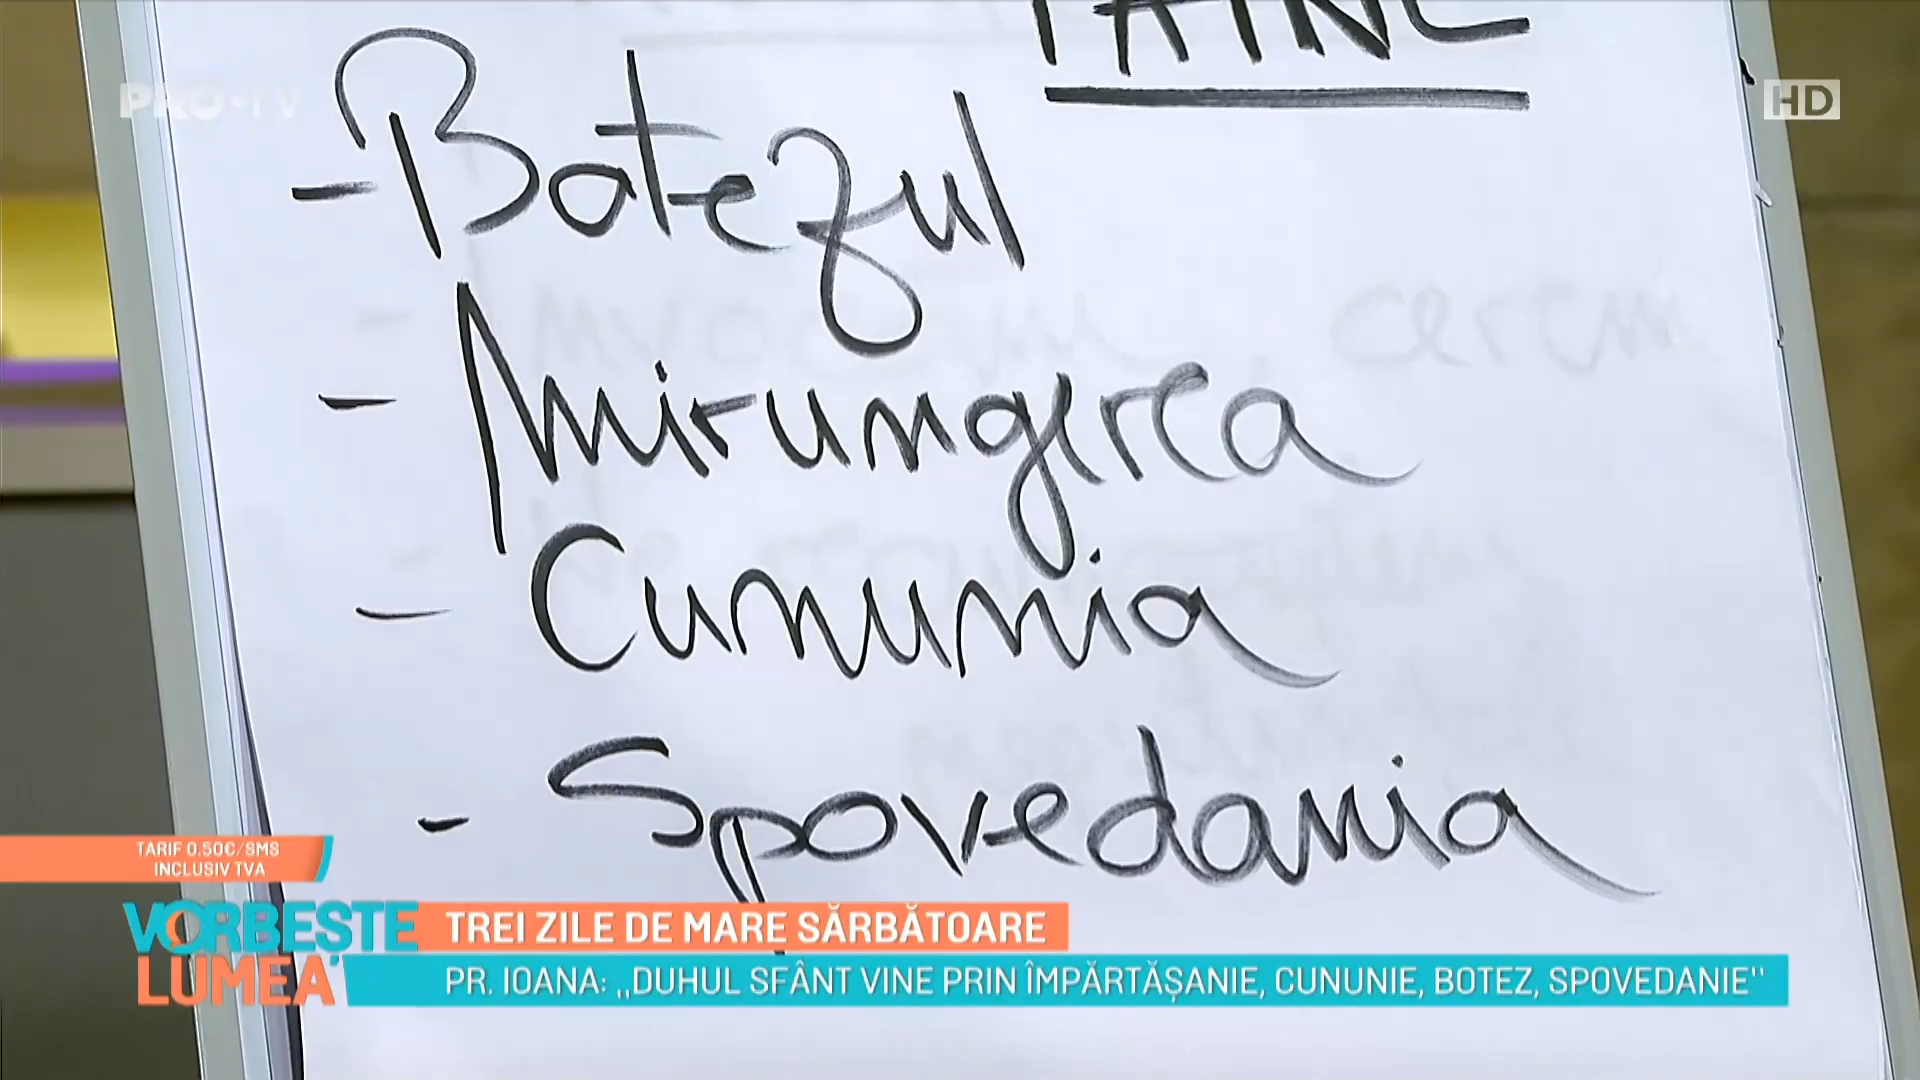 TAINE
PRO•TV
HD
- Botezul
- Mirungerea
- Cununia
- Spovedania
TARIF 0.50€/SMS
INCLUSIV TVA
VORBEȘTE
LUMEA
TREI ZILE DE MARE SĂRBĂTOARE
PR. IOANA: ,,DUHUL SFÂNT VINE PRIN ÎMPĂRTĂȘANIE, CUNUNIE, BOTEZ, SPOVEDANIE''